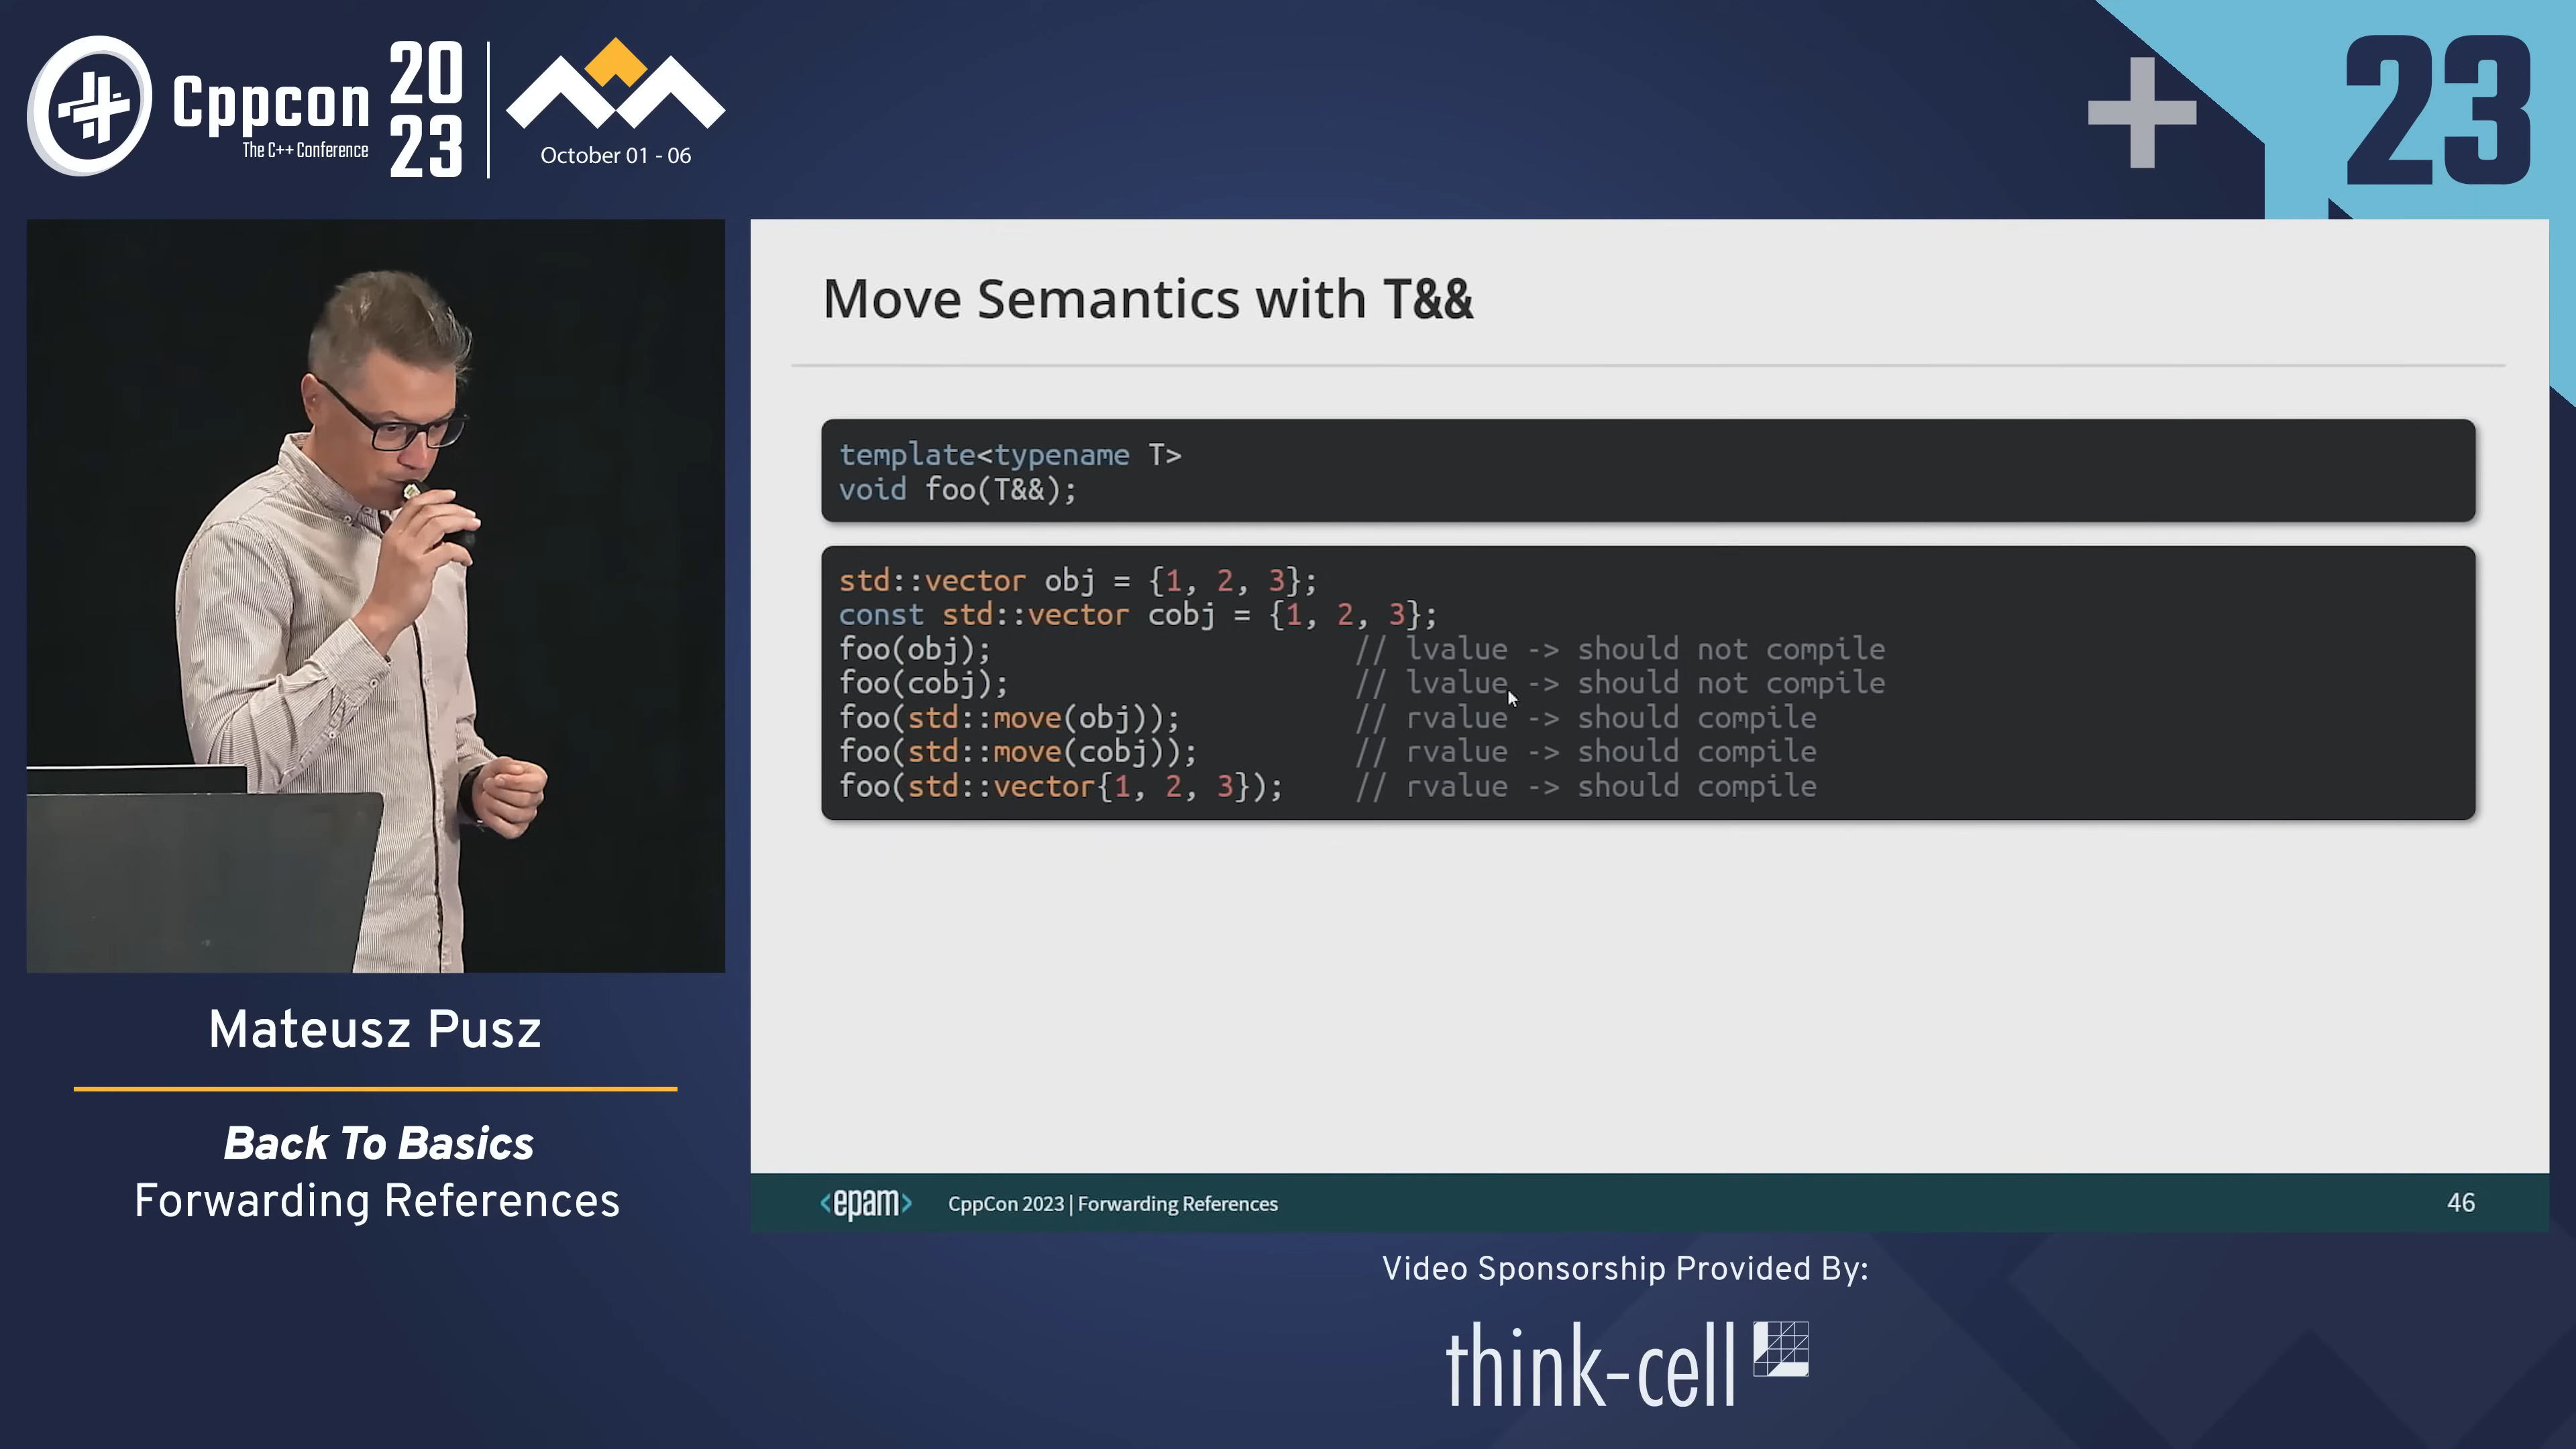 Cppcon
The C++ Conference
20
23
October 01 - 06
23
Move Semantics with T&&
template<typename T>
void foo(T&&);
std::vector obj = {1, 2, 3};
const std::vector cobj = {1, 2, 3};
foo(obj); // lvalue -> should not compile
foo(cobj); // lvalue -> should not compile
foo(std::move(obj)); // rvalue -> should compile
foo(std::move(cobj)); // rvalue -> should compile
foo(std::vector{1, 2, 3}); // rvalue -> should compile
Mateusz Pusz
Back To Basics
Forwarding References
<epam> CppCon 2023 | Forwarding References 46
Video Sponsorship Provided By:
think-cell